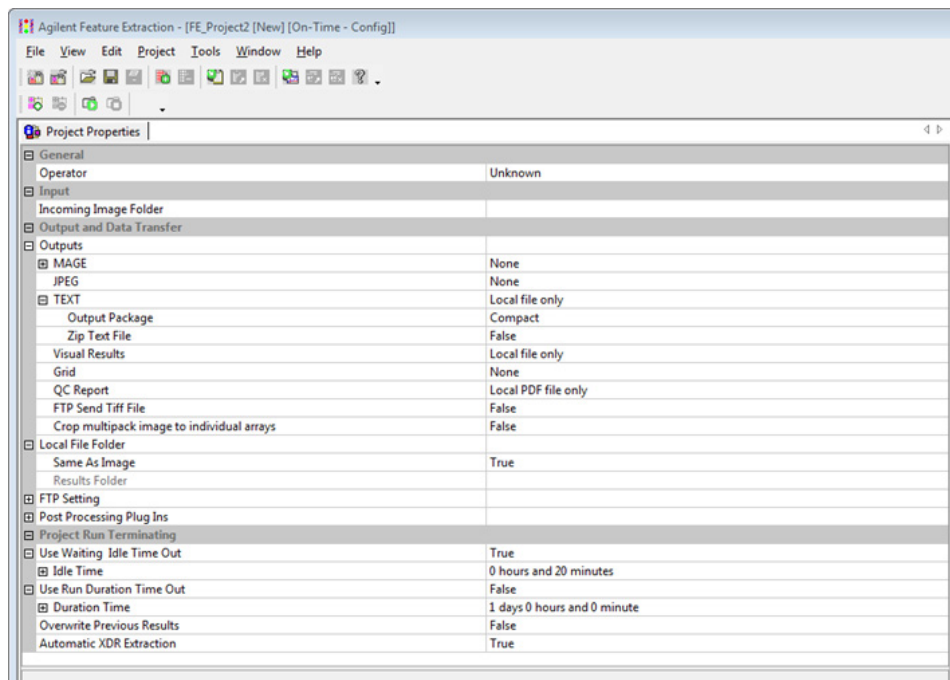 Agilent Feature Extraction - [FE_Project2 [New] [On-Time - Config]]
File View Edit Project Tools Window Help
Project Properties
General
Operator Unknown
Input
Incoming Image Folder
Output and Data Transfer
Outputs
MAGE None
JPEG None
TEXT Local file only
Output Package Compact
Zip Text File False
Visual Results Local file only
Grid None
QC Report Local PDF file only
FTP Send Tiff File False
Crop multipack image to individual arrays False
Local File Folder
Same As Image True
Results Folder
FTP Setting
Post Processing Plug Ins
Project Run Terminating
Use Waiting Idle Time Out True
Idle Time 0 hours and 20 minutes
Use Run Duration Time Out False
Duration Time 1 days 0 hours and 0 minute
Overwrite Previous Results False
Automatic XDR Extraction True